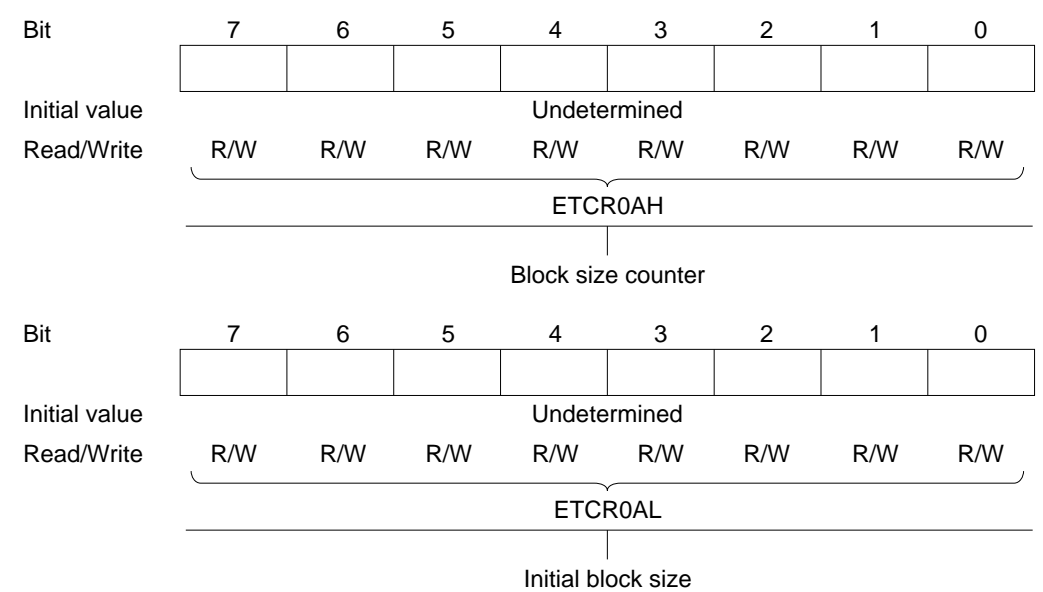 Bit 7 6 5 4 3 2 1 0
Initial value Undetermined
Read/Write R/W R/W R/W R/W R/W R/W R/W R/W
ETCR0AH
Block size counter
Bit 7 6 5 4 3 2 1 0
Initial value Undetermined
Read/Write R/W R/W R/W R/W R/W R/W R/W R/W
ETCR0AL
Initial block size